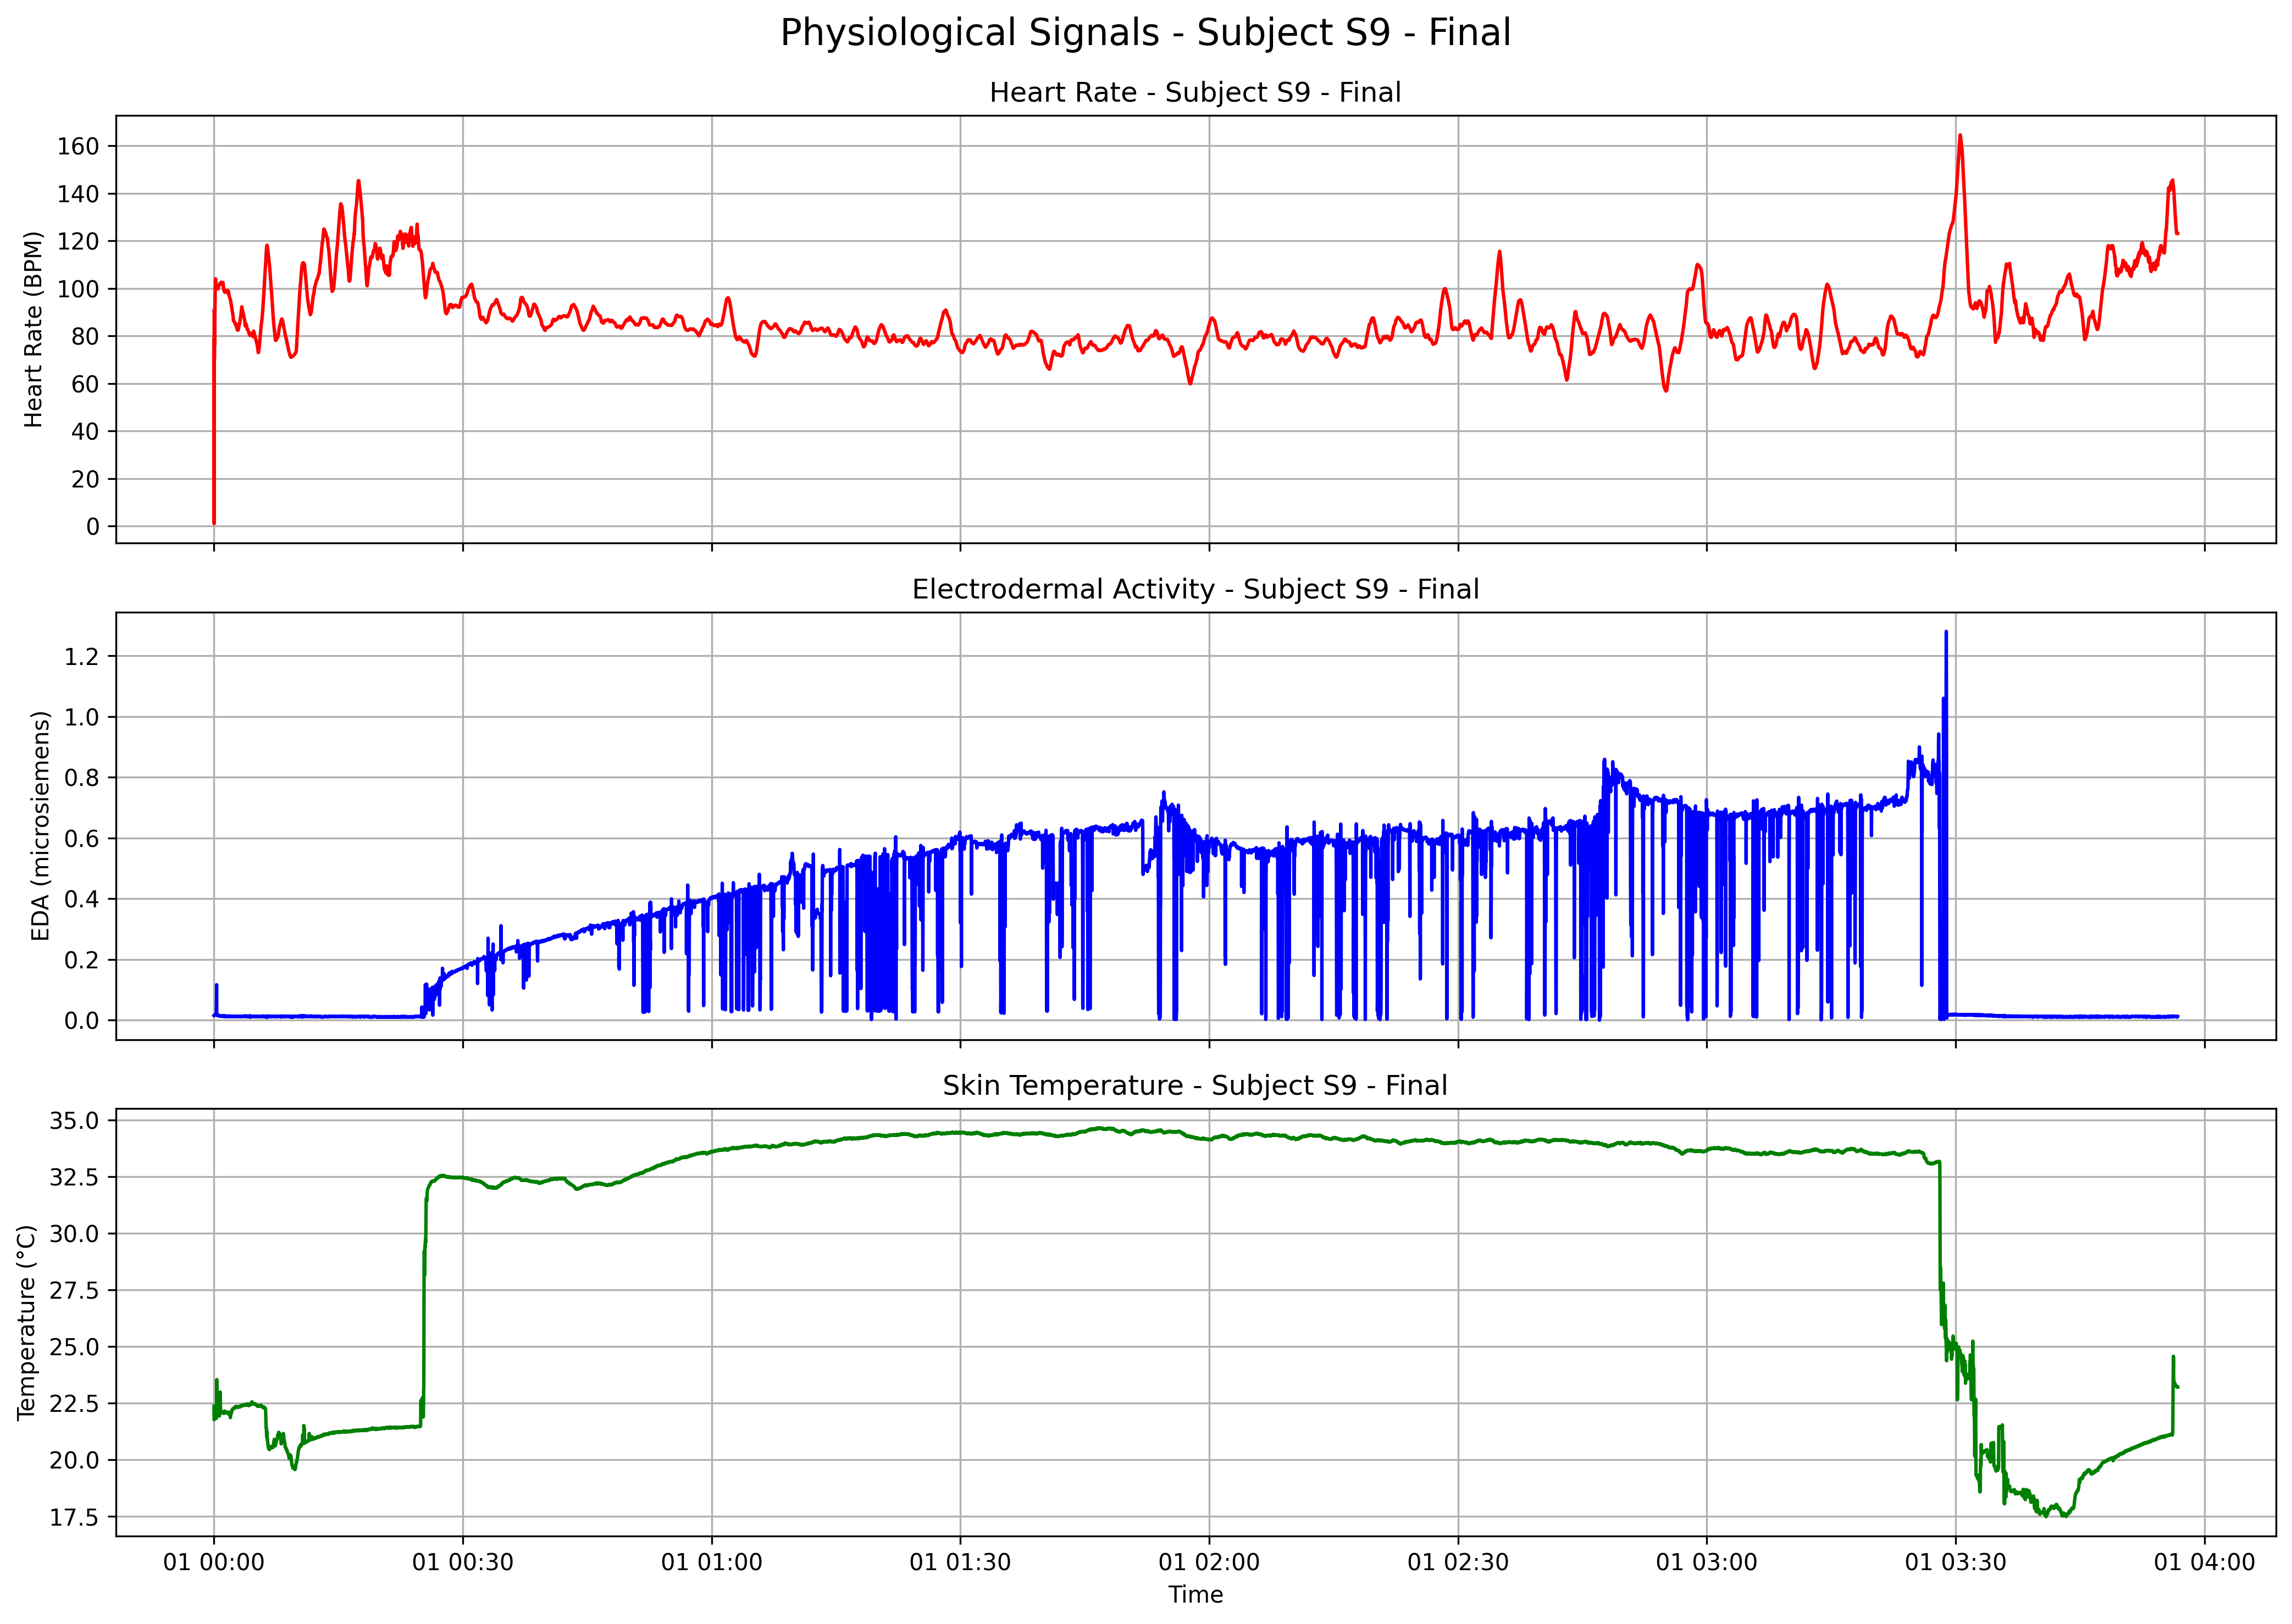 Physiological Signals - Subject S9 - Final
Heart Rate - Subject S9 - Final
160
140
120
100
80
60
40
20
0
Heart Rate (BPM)
Electrodermal Activity - Subject S9 - Final
1.2
1.0
0.8
0.6
0.4
0.2
0.0
EDA (microsiemens)
Skin Temperature - Subject S9 - Final
35.0
32.5
30.0
27.5
25.0
22.5
20.0
17.5
Temperature (°C)
01 00:00 01 00:30 01 01:00 01 01:30 01 02:00 01 02:30 01 03:00 01 03:30 01 04:00
Time